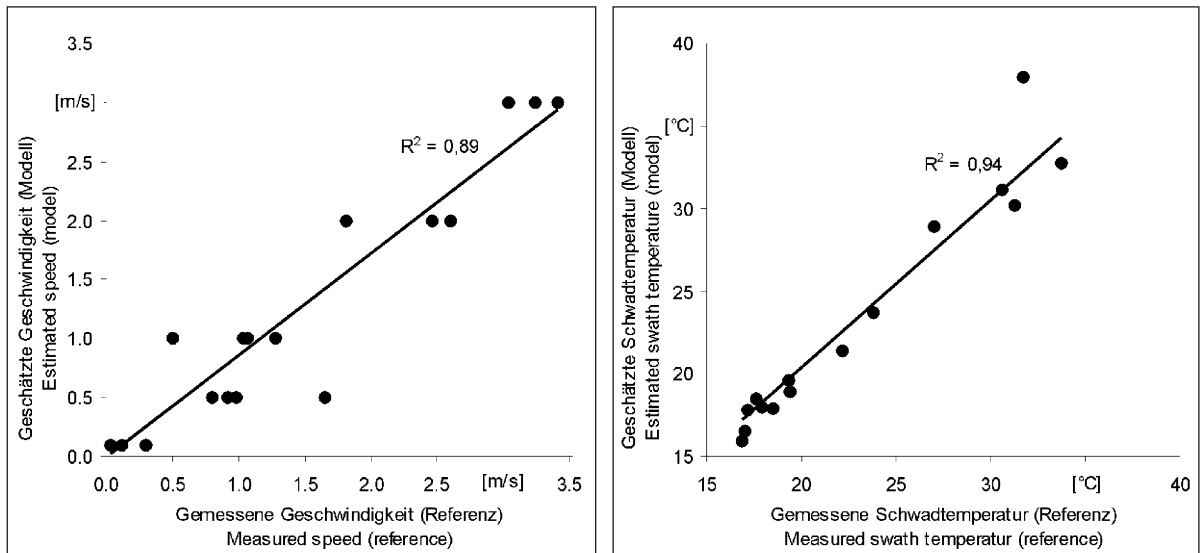 3.5
[m/s]
2.5
2.0
1.5
1.0
0.5
0.0
Geschätzte Geschwindigkeit (Modell)
Estimated speed (model)
R² = 0,89
0.0 0.5 1.0 1.5 2.0 2.5 [m/s] 3.5
Gemessene Geschwindigkeit (Referenz)
Measured speed (reference)
40
[°C]
30
25
20
15
Geschätzte Schwadtemperatur (Modell)
Estimated swath temperature (model)
R² = 0,94
15 20 25 30 [°C] 40
Gemessene Schwadtemperatur (Referenz)
Measured swath temperatur (reference)